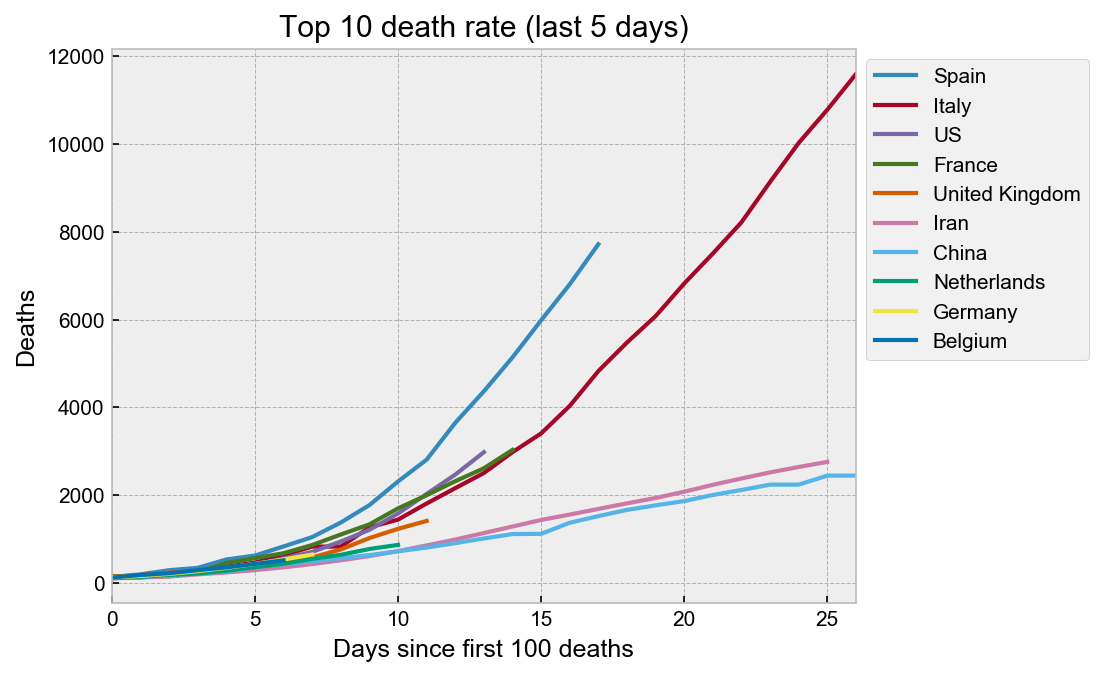 Top 10 death rate (last 5 days)
12000
10000
8000
6000
4000
2000
0
Deaths
0 5 10 15 20 25
Days since first 100 deaths
Spain
Italy
US
France
United Kingdom
Iran
China
Netherlands
Germany
Belgium